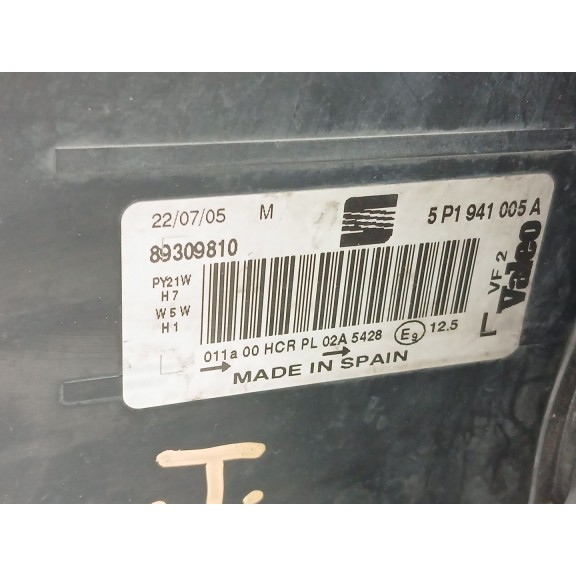 22/07/05 M 5 P1 941 005 A
89309810
PY21W
H7
W5W
H1
Valeo
VF 2
011a 00 HCR PL 02A 5428 E9 12.5
L
MADE IN SPAIN
I.